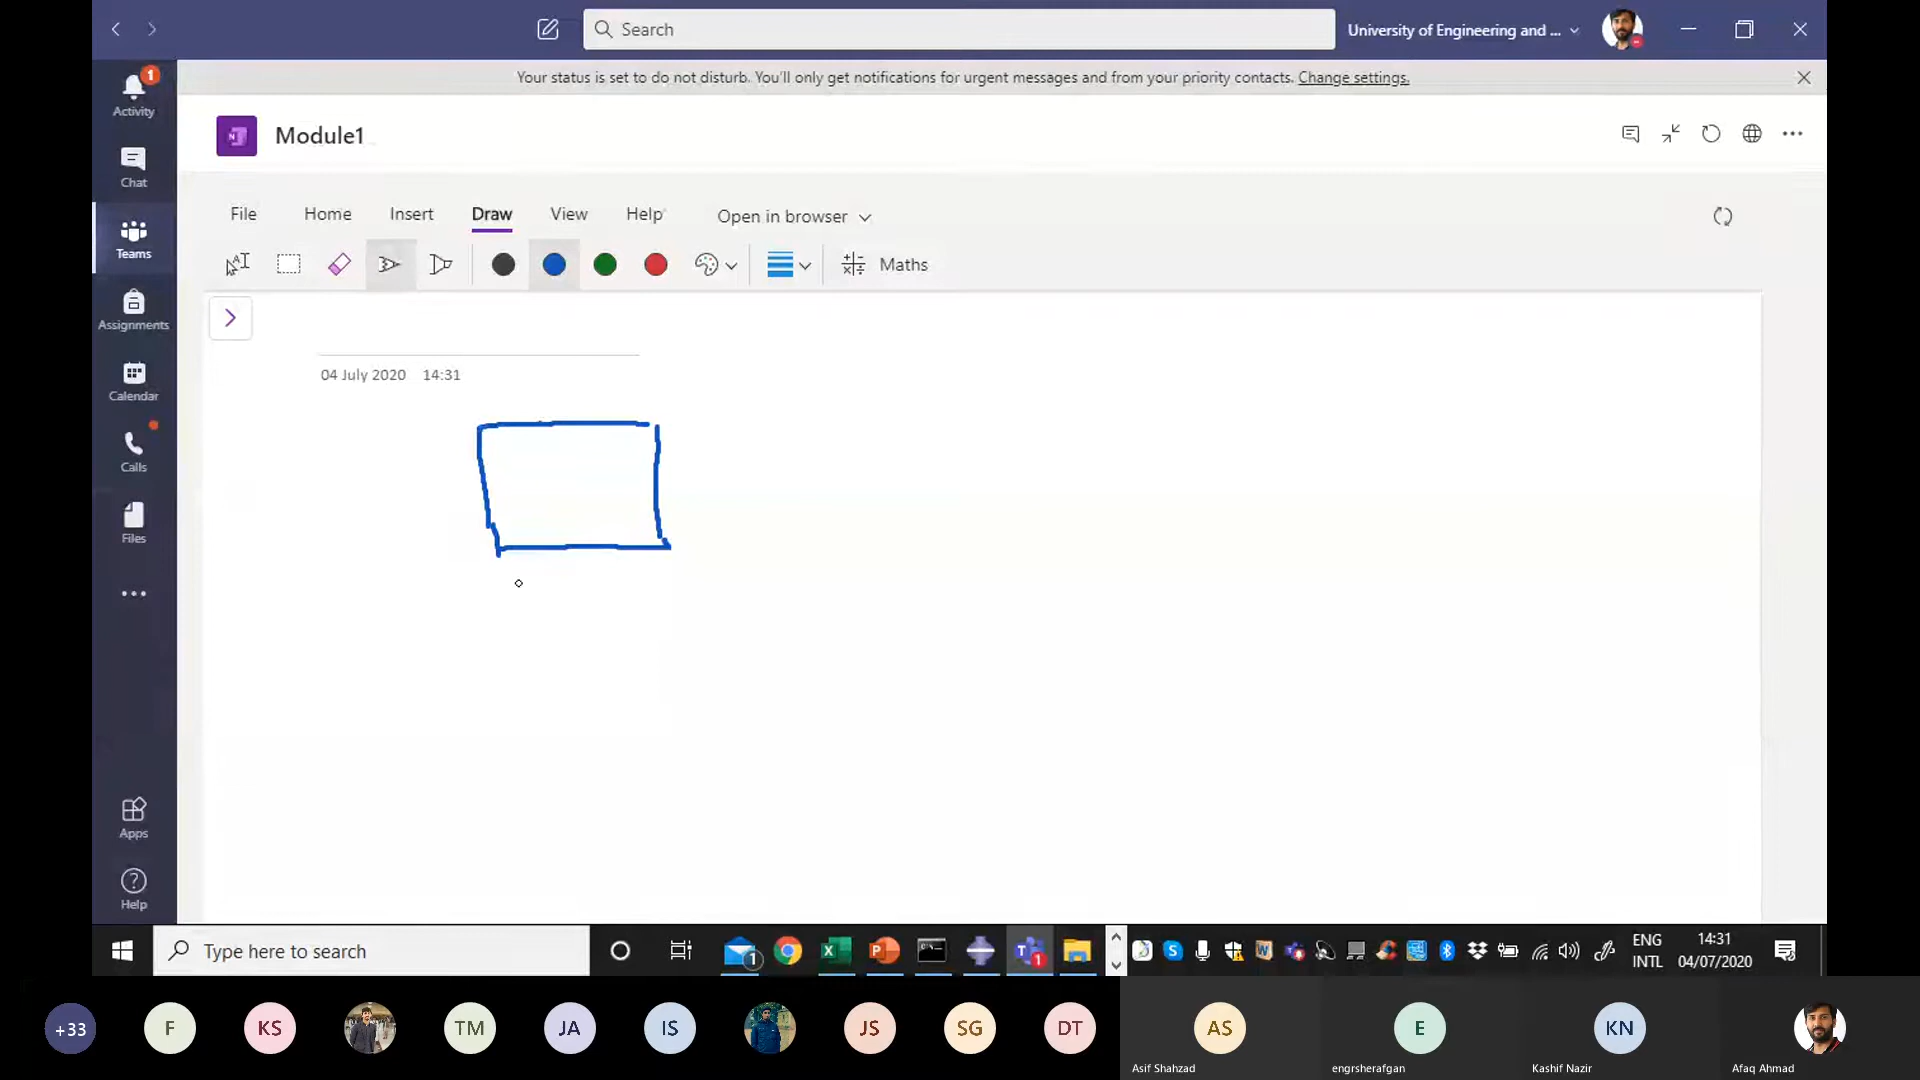 Search
University of Engineering and ...
Your status is set to do not disturb. You'll only get notifications for urgent messages and from your priority contacts. Change settings.
1
Activity
Chat
Teams
Assignments
Calendar
Calls
Files
Apps
Help
N
Module1
File Home Insert Draw View Help Open in browser
Maths
04 July 2020 14:31
Type here to search
1
1
ENG
INTL
14:31
04/07/2020
+33 F KS TM JA IS JS SG DT AS E KN
Asif Shahzad engrsherafgan Kashif Nazir Afaq Ahmad